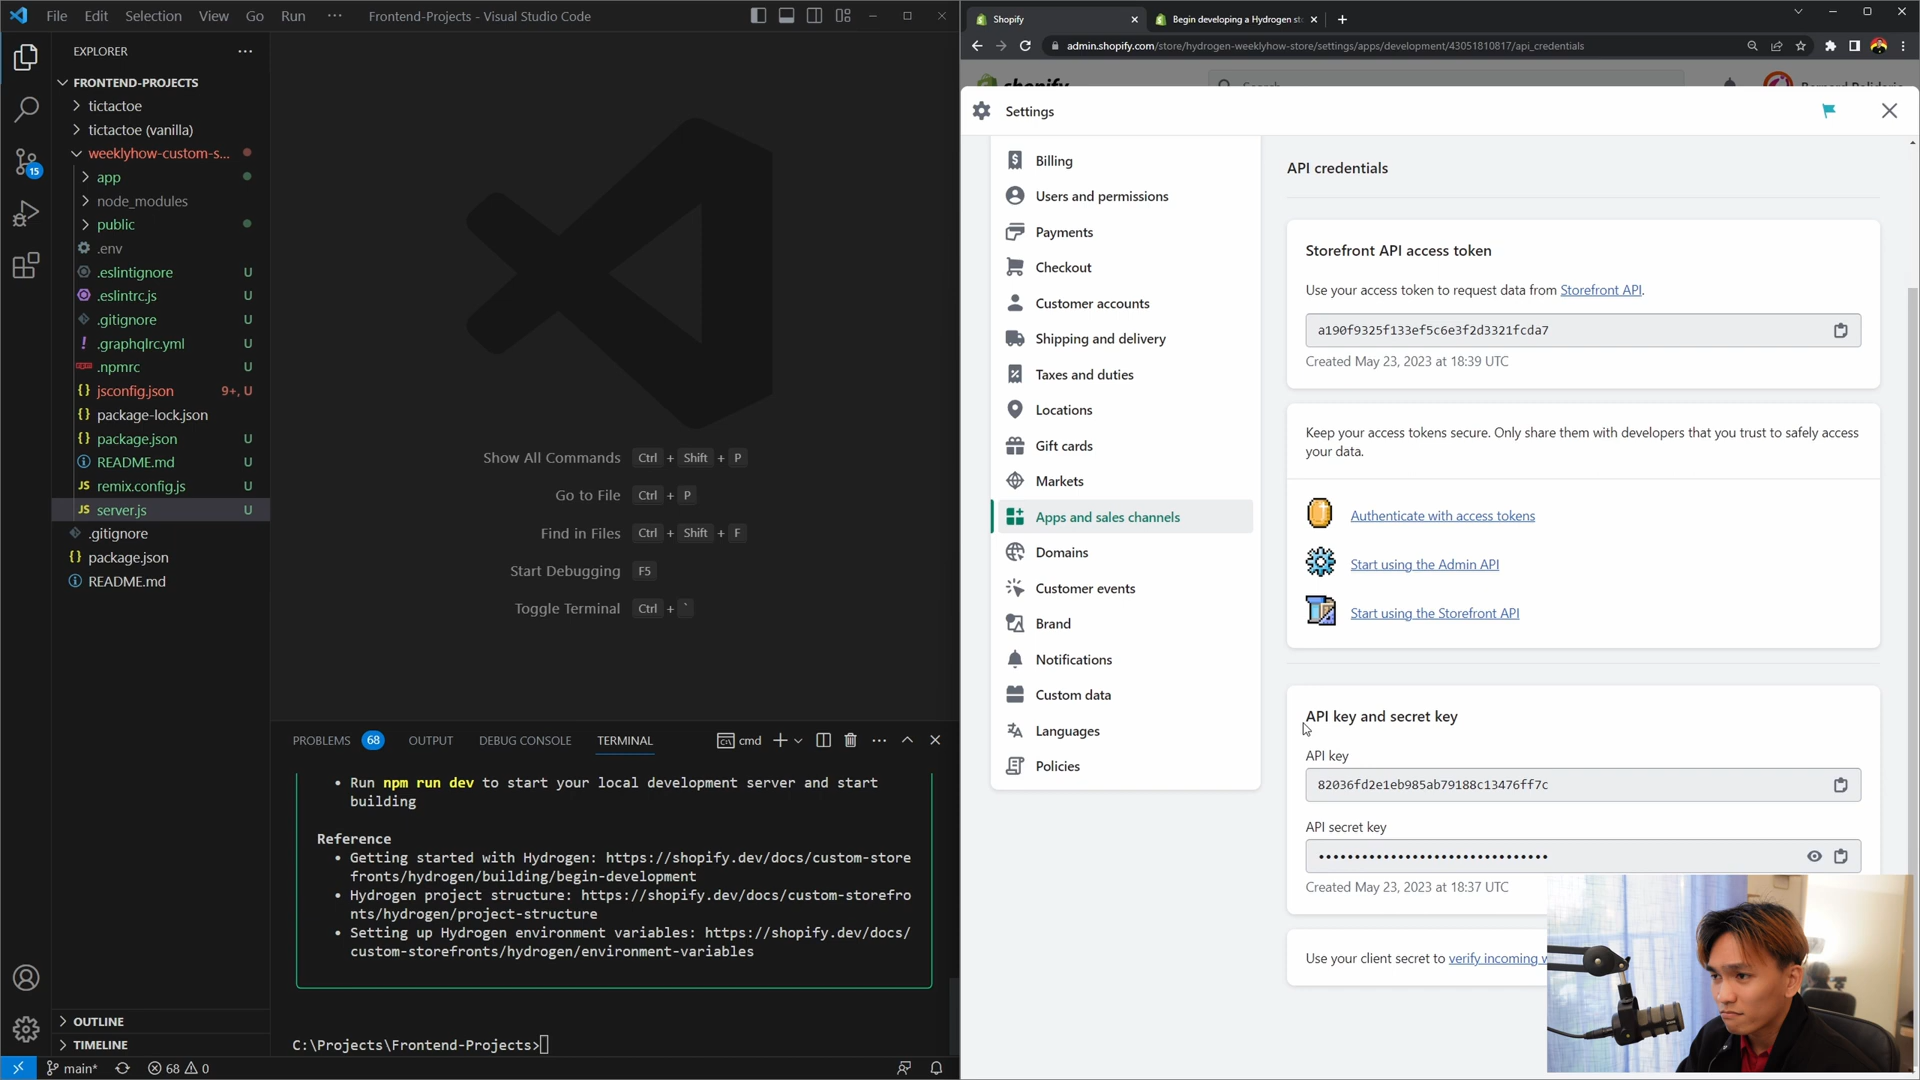 File Edit Selection View Go Run ··· Frontend-Projects - Visual Studio Code
EXPLORER
FRONTEND-PROJECTS
tictactoe
tictactoe (vanilla)
weeklyhow-custom-s...
app
node_modules
public
.env
.eslintignore U
.eslintrc.js U
.gitignore U
.graphqlrc.yml U
.npmrc U
jsconfig.json 9+, U
package-lock.json
package.json U
README.md U
remix.config.js U
server.js U
.gitignore
package.json
README.md
OUTLINE
TIMELINE
15
Show All Commands Ctrl + Shift + P
Go to File Ctrl + P
Find in Files Ctrl + Shift + F
Start Debugging F5
Toggle Terminal Ctrl + `
PROBLEMS 68 OUTPUT DEBUG CONSOLE TERMINAL cmd
• Run npm run dev to start your local development server and start
building
Reference
• Getting started with Hydrogen: https://shopify.dev/docs/custom-store
fronts/hydrogen/building/begin-development
• Hydrogen project structure: https://shopify.dev/docs/custom-storefro
nts/hydrogen/project-structure
• Setting up Hydrogen environment variables: https://shopify.dev/docs/
custom-storefronts/hydrogen/environment-variables
C:\Projects\Frontend-Projects>
main* 68 0
Shopify
Begin developing a Hydrogen st
admin.shopify.com/store/hydrogen-weeklyhow-store/settings/apps/development/43051810817/api_credentials
shopify
Search
Settings
Billing
Users and permissions
Payments
Checkout
Customer accounts
Shipping and delivery
Taxes and duties
Locations
Gift cards
Markets
Apps and sales channels
Domains
Customer events
Brand
Notifications
Custom data
Languages
Policies
API credentials
Storefront API access token
Use your access token to request data from Storefront API.
a190f9325f133ef5c6e3f2d3321fcda7
Created May 23, 2023 at 18:39 UTC
Keep your access tokens secure. Only share them with developers that you trust to safely access
your data.
Authenticate with access tokens
Start using the Admin API
Start using the Storefront API
API key and secret key
API key
82036fd2e1eb985ab79188c13476ff7c
API secret key
••••••••••••••••••••••••••••••••
Created May 23, 2023 at 18:37 UTC
Use your client secret to verify incoming